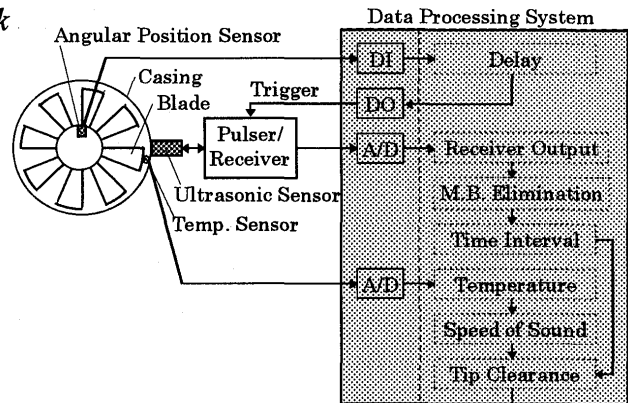 k
Data Processing System
Angular Position Sensor
DI
Delay
Casing
Blade
Trigger
DO
Pulser/
Receiver
A/D
Receiver Output
Ultrasonic Sensor
M.B. Elimination
Temp. Sensor
Time Interval
A/D
Temperature
Speed of Sound
Tip Clearance